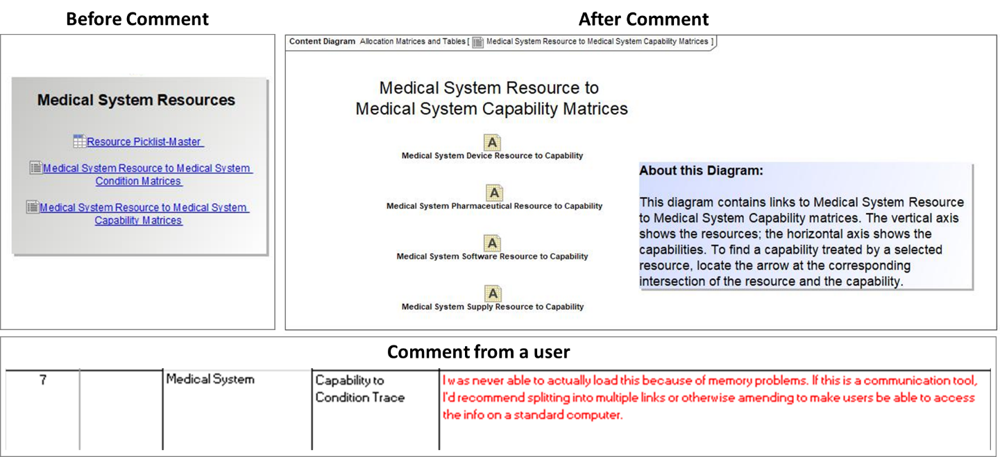 Before Comment
After Comment
Medical System Resources
Resource Picklist-Master
Medical System Resource to Medical System
Condition Matrices
Medical System Resource to Medical System
Capability Matrices
Content Diagram Allocation Matrices and Tables [ Medical System Resource to Medical System Capability Matrices ]
Medical System Resource to
Medical System Capability Matrices
A
Medical System Device Resource to Capability
A
Medical System Pharmaceutical Resource to Capability
A
Medical System Software Resource to Capability
A
Medical System Supply Resource to Capability
About this Diagram:
This diagram contains links to Medical System Resource
to Medical System Capability matrices. The vertical axis
shows the resources; the horizontal axis shows the
capabilities. To find a capability treated by a selected
resource, locate the arrow at the corresponding
intersection of the resource and the capability.
Comment from a user
7
Medical System
Capability to
Condition Trace
I was never able to actually load this because of memory problems. If this is a communication tool,
I'd recommend splitting into multiple links or otherwise amending to make users be able to access
the info on a standard computer.